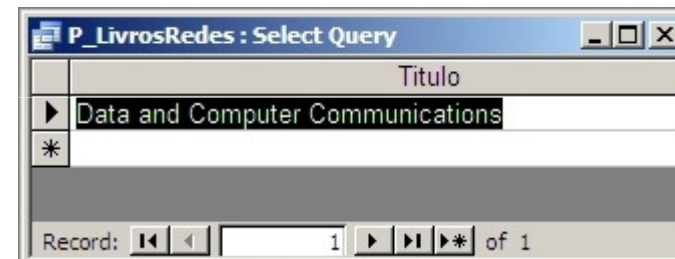 P_LivrosRedes : Select Query
Titulo
Data and Computer Communications
Record: 1 of 1